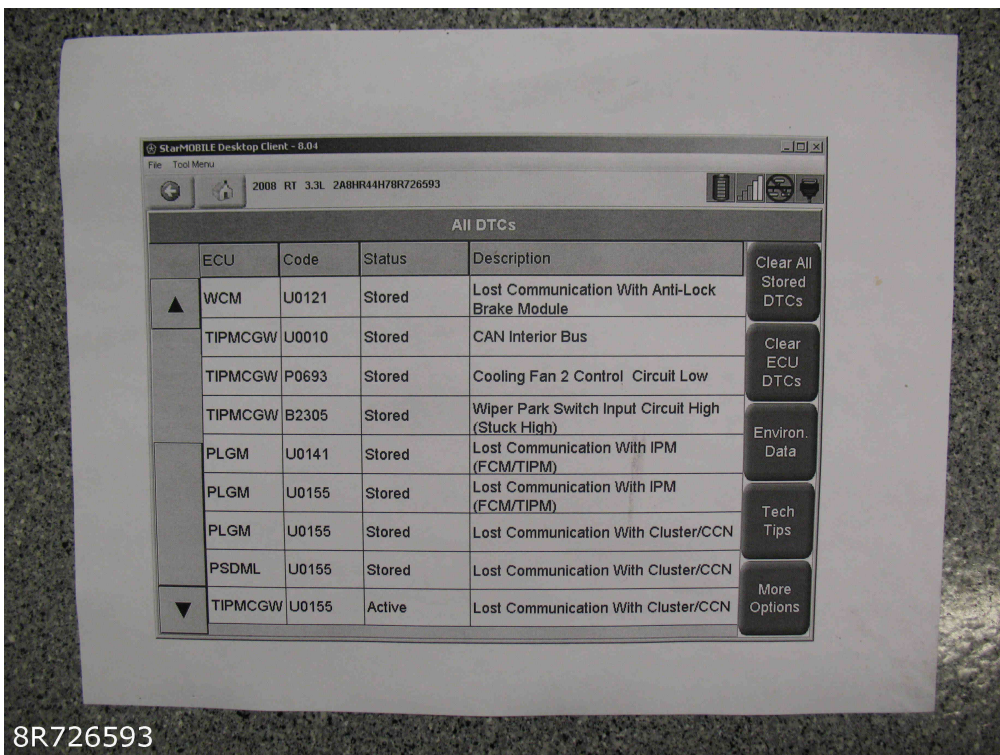 StarMOBILE Desktop Client - 8.04
File Tool Menu
2008 RT 3.3L 2A8HR44H78R726593
All DTCs
ECU Code Status Description
WCM U0121 Stored Lost Communication With Anti-Lock
Brake Module
TIPMCGW U0010 Stored CAN Interior Bus
TIPMCGW P0693 Stored Cooling Fan 2 Control Circuit Low
TIPMCGW B2305 Stored Wiper Park Switch Input Circuit High
(Stuck High)
PLGM U0141 Stored Lost Communication With IPM
(FCM/TIPM)
PLGM U0155 Stored Lost Communication With IPM
(FCM/TIPM)
PLGM U0155 Stored Lost Communication With Cluster/CCN
PSDML U0155 Stored Lost Communication With Cluster/CCN
TIPMCGW U0155 Active Lost Communication With Cluster/CCN
Clear All
Stored
DTCs
Clear
ECU
DTCs
Environ.
Data
Tech
Tips
More
Options
8R726593